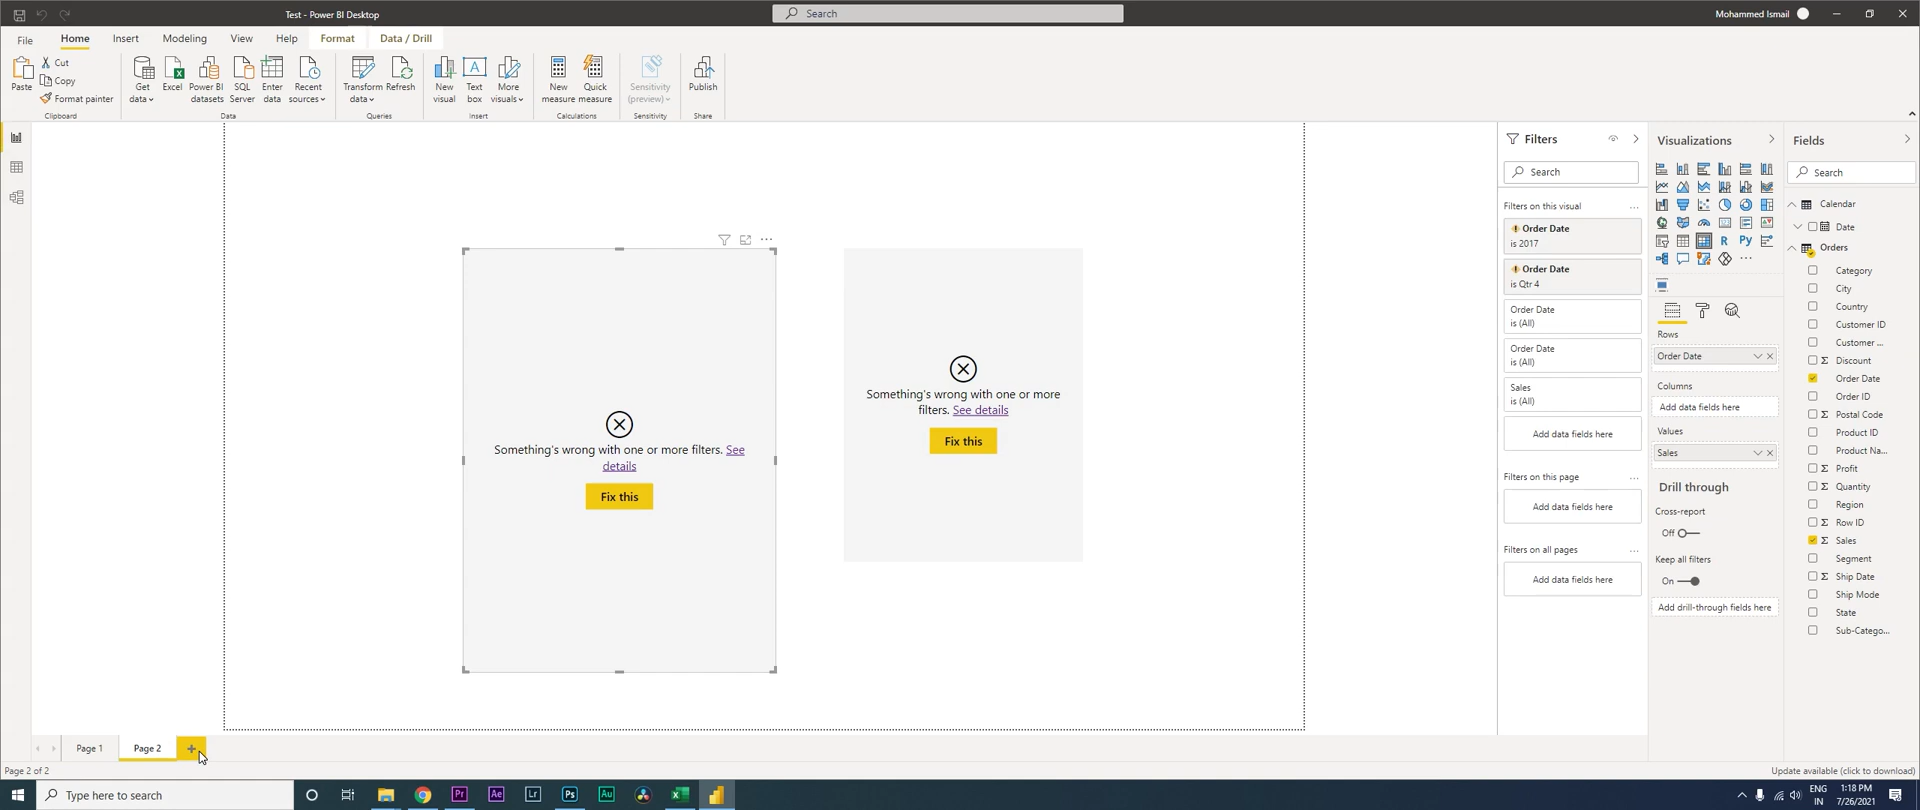 Test - Power BI Desktop
Search
Mohammed Ismail
File
Home
Insert
Modeling
View
Help
Format
Data / Drill
Paste
Cut
Copy
Format painter
Clipboard
Get data
Excel
Power BI datasets
SQL Server
Enter data
Recent sources
Data
Transform data
Refresh
Queries
New visual
Text box
More visuals
Insert
New measure
Quick measure
Calculations
Sensitivity (preview)
Sensitivity
Publish
Share
Something's wrong with one or more filters. See
details
Fix this
Something's wrong with one or more
filters. See details
Fix this
Filters
Search
Filters on this visual
Order Date
is 2017
Order Date
is Qtr 4
Order Date
is (All)
Order Date
is (All)
Sales
is (All)
Add data fields here
Filters on this page
Add data fields here
Filters on all pages
Add data fields here
Visualizations
R
Py
Rows
Order Date
Columns
Add data fields here
Values
Sales
Drill through
Cross-report
Off
Keep all filters
On
Add drill-through fields here
Fields
Search
Calendar
Date
Orders
Category
City
Country
Customer ID
Customer ...
Discount
Order Date
Order ID
Postal Code
Product ID
Product Na...
Profit
Quantity
Region
Row ID
Sales
Segment
Ship Date
Ship Mode
State
Sub-Catego...
Page 1
Page 2
Page 2 of 2
Update available (click to download)
Type here to search
Pr
Ae
Lr
Ps
Au
ENG
IN
1:18 PM
7/26/2021